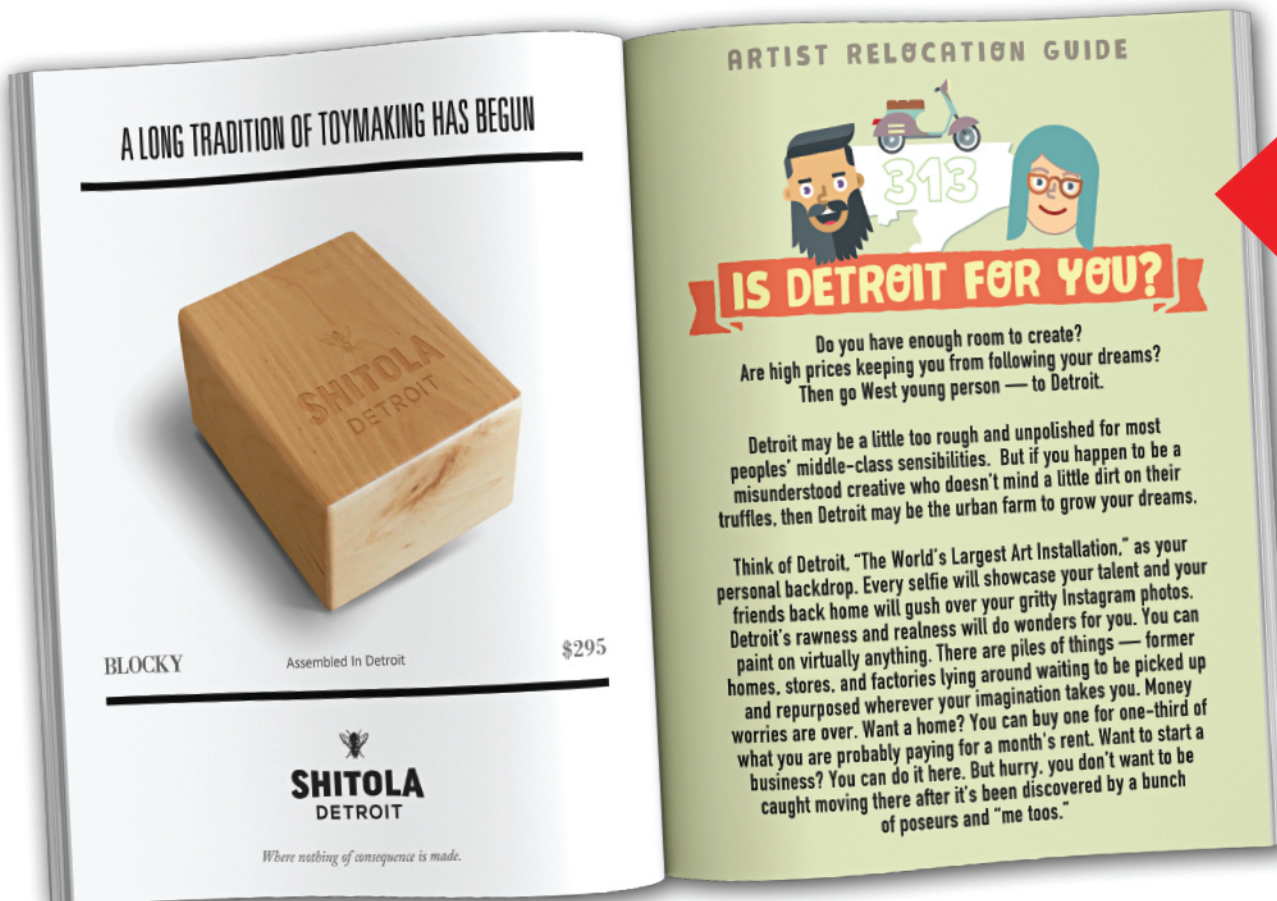 A LONG TRADITION OF TOYMAKING HAS BEGUN
SHITOLA
DETROIT
BLOCKY
Assembled In Detroit
$295
SHITOLA
DETROIT
Where nothing of consequence is made.
ARTIST RELOCATION GUIDE
313
IS DETROIT FOR YOU?
Do you have enough room to create?
Are high prices keeping you from following your dreams?
Then go West young person — to Detroit.
Detroit may be a little too rough and unpolished for most
peoples' middle-class sensibilities. But if you happen to be a
misunderstood creative who doesn't mind a little dirt on their
truffles, then Detroit may be the urban farm to grow your dreams.
Think of Detroit, "The World's Largest Art Installation," as your
personal backdrop. Every selfie will showcase your talent and your
friends back home will gush over your gritty Instagram photos.
Detroit's rawness and realness will do wonders for you. You can
paint on virtually anything. There are piles of things — former
homes, stores, and factories lying around waiting to be picked up
and repurposed wherever your imagination takes you. Money
worries are over. Want a home? You can buy one for one-third of
what you are probably paying for a month's rent. Want to start a
business? You can do it here. But hurry, you don't want to be
caught moving there after it's been discovered by a bunch
of poseurs and "me toos."